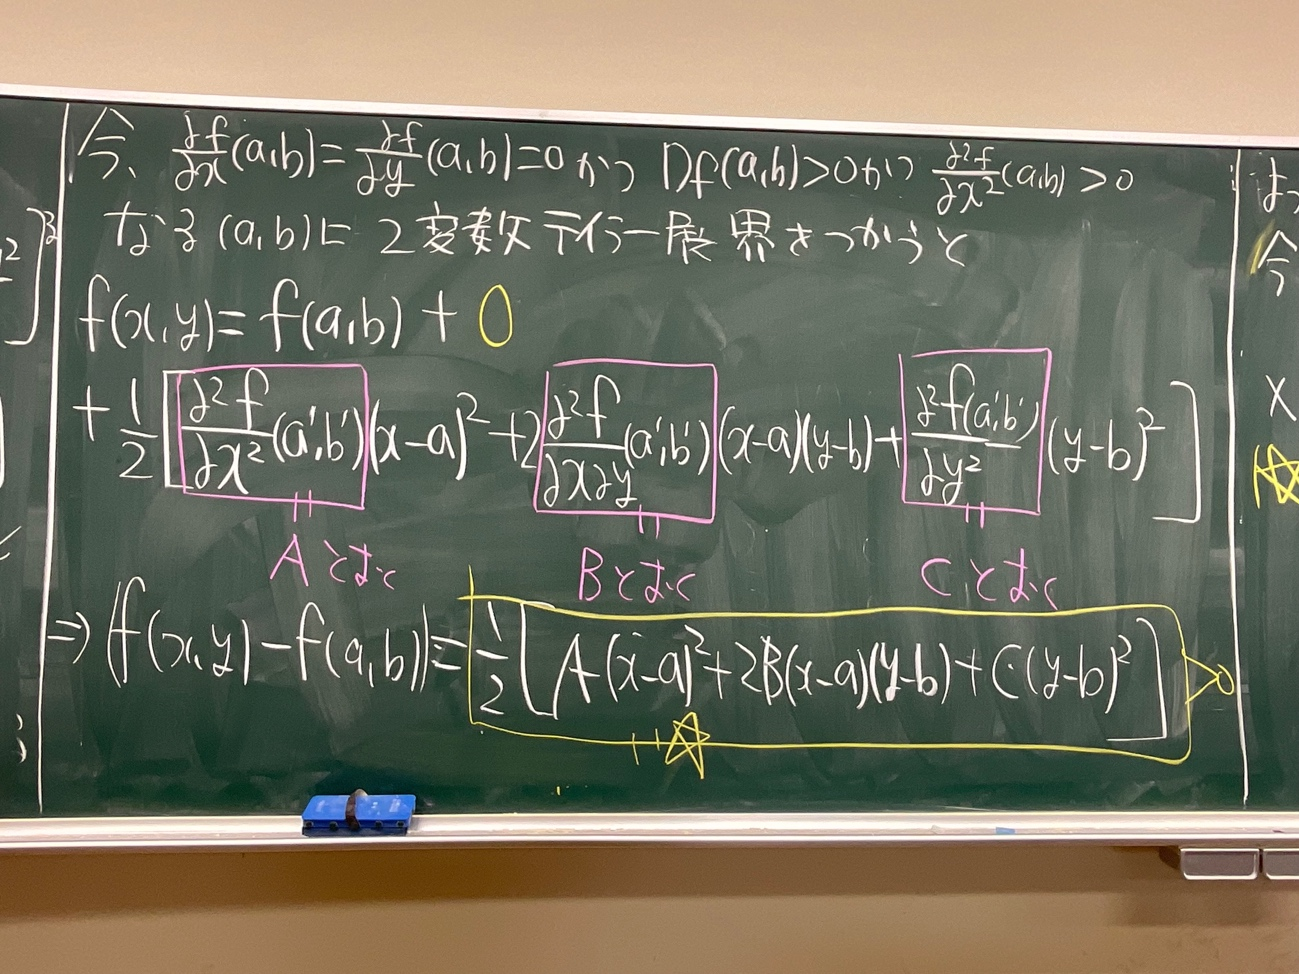 今、∂f/∂x(a,b)=∂f/∂y(a,b)=0かつ Df(a,b)>0かつ ∂²f/∂x²(a,b)>0
なる(a,b)に 2変数テイラー展界をつかうと
f(x,y)=f(a,b)+0
+1/2[∂²f/∂x²(a',b')(x-a)²+2∂²f/∂x∂y(a',b')(x-a)(y-b)+∂²f(a',b')/∂y²(y-b)²]
Aとおく Bとおく Cとおく
⇒ f(x,y)-f(a,b)=1/2[A(x-a)²+2B(x-a)(y-b)+C(y-b)²]>0
=☆
今
x
☆